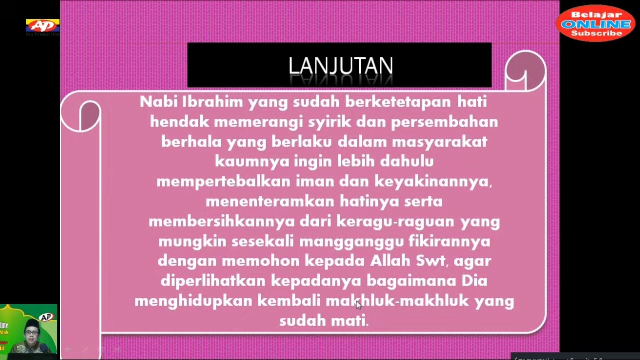 AP
Belajar
ONLINE
Subscribe
LANJUTAN
Nabi Ibrahim yang sudah berketetapan hati
hendak memerangi syirik dan persembahan
berhala yang berlaku dalam masyarakat
kaumnya ingin lebih dahulu
mempertebalkan iman dan keyakinannya,
menenteramkan hatinya serta
membersihkannya dari keragu-raguan yang
mungkin sesekali mangganggu fikirannya
dengan memohon kepada Allah Swt, agar
diperlihatkan kepadanya bagaimana Dia
menghidupkan kembali makhluk-makhluk yang
sudah mati.
AP